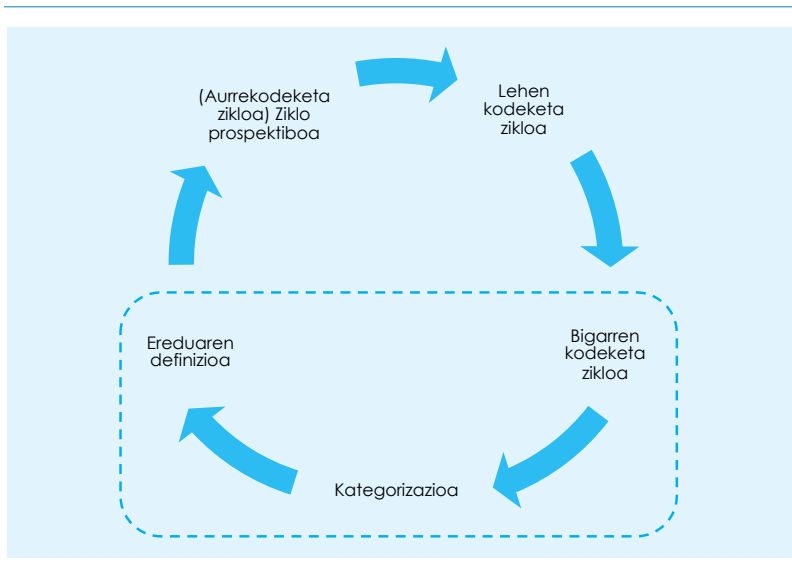 (Aurrekodeketa
zikloa) Ziklo
prospektiboa
Lehen
kodeketa
zikloa
Bigarren
kodeketa
zikloa
Kategorizazioa
Ereduaren
definizioa